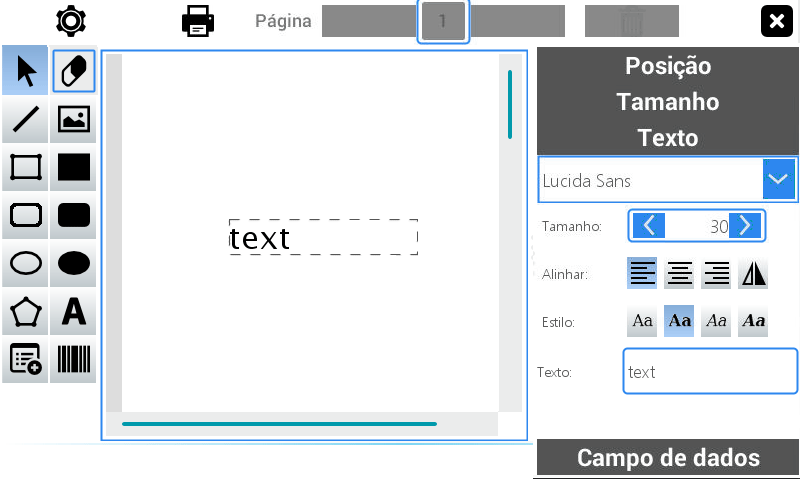 Página 1
Posição
Tamanho
Texto
Lucida Sans
Tamanho: 30
Alinhar:
Estilo: Aa Aa Aa Aa
Texto: text
Campo de dados
text
A